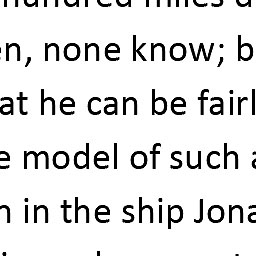 hundred miles
en, none know; b
at he can be fairl
e model of such a
n in the ship Jona